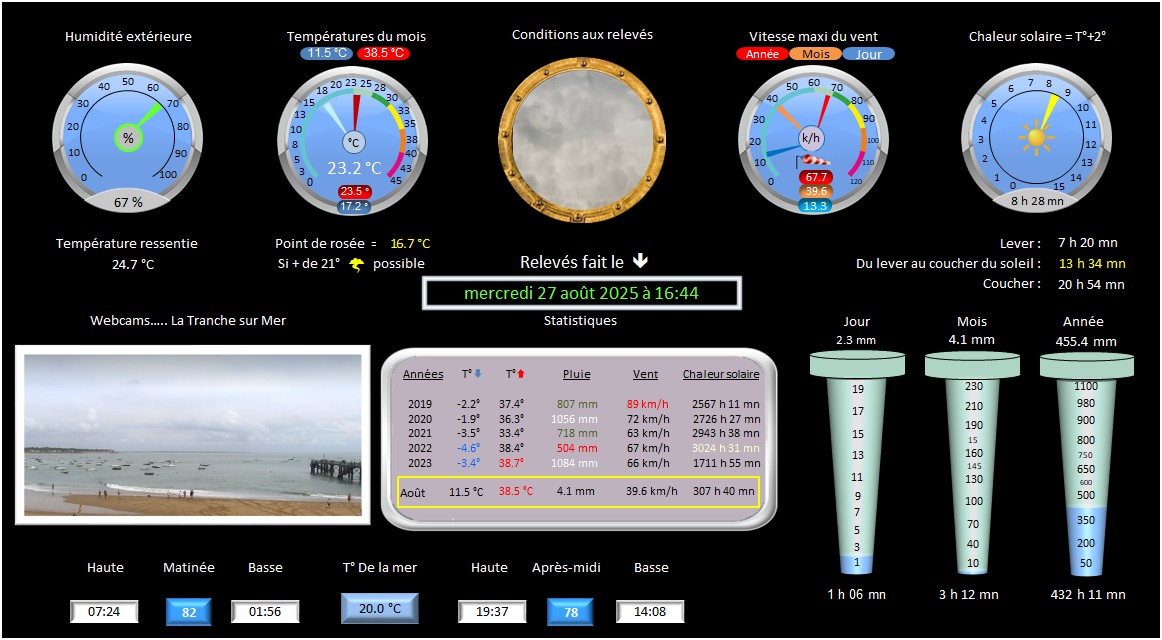 Humidité extérieure
Températures du mois
11.5 °C 38.5 °C
Conditions aux relevés
Vitesse maxi du vent
Année Mois Jour
Chaleur solaire = T°+2°
0 10 20 30 40 50 60 70 80 90 100
%
67 %
0 3 5 8 10 13 15 18 20 23 25 28 30 33 35 38 40 43 45
°C
23.2 °C
23.5 °
17.2 °
0 10 20 30 40 50 60 70 80 90 100 110 120
k/h
67.7
39.6
13.3
0 1 2 3 4 5 6 7 8 9 10 11 12 13 14 15
8 h 28 mn
Température ressentie
24.7 °C
Point de rosée = 16.7 °C
Si + de 21° possible
Relevés fait le
mercredi 27 août 2025 à 16:44
Lever : 7 h 20 mn
Du lever au coucher du soleil : 13 h 34 mn
Coucher : 20 h 54 mn
Webcams….. La Tranche sur Mer
Statistiques
Années T° T° Pluie Vent Chaleur solaire
2019 -2.2° 37.4° 807 mm 89 km/h 2567 h 11 mn
2020 -1.9° 36.3° 1056 mm 72 km/h 2726 h 27 mn
2021 -3.5° 33.4° 718 mm 63 km/h 2943 h 38 mn
2022 -4.6° 38.4° 504 mm 67 km/h 3024 h 31 mn
2023 -3.4° 38.7° 1084 mm 66 km/h 1711 h 55 mn
Août 11.5 °C 38.5 °C 4.1 mm 39.6 km/h 307 h 40 mn
Jour
2.3 mm
19
17
15
13
11
9
7
5
3
1
1 h 06 mn
Mois
4.1 mm
230
210
190
15
160
145
130
100
70
40
10
3 h 12 mn
Année
455.4 mm
1100
980
900
800
750
650
600
500
350
200
50
432 h 11 mn
Haute Matinée Basse T° De la mer Haute Après-midi Basse
07:24 82 01:56 20.0 °C 19:37 78 14:08